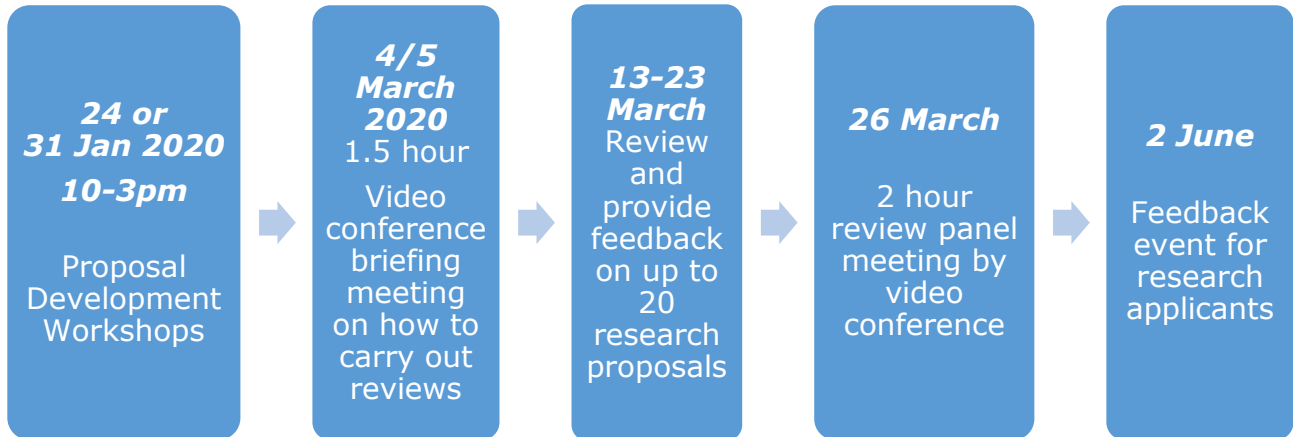 24 or
31 Jan 2020
10-3pm
Proposal
Development
Workshops
4/5
March
2020
1.5 hour
Video
conference
briefing
meeting
on how to
carry out
reviews
13-23
March
Review
and
provide
feedback
on up to
20
research
proposals
26 March
2 hour
review panel
meeting by
video
conference
2 June
Feedback
event for
research
applicants